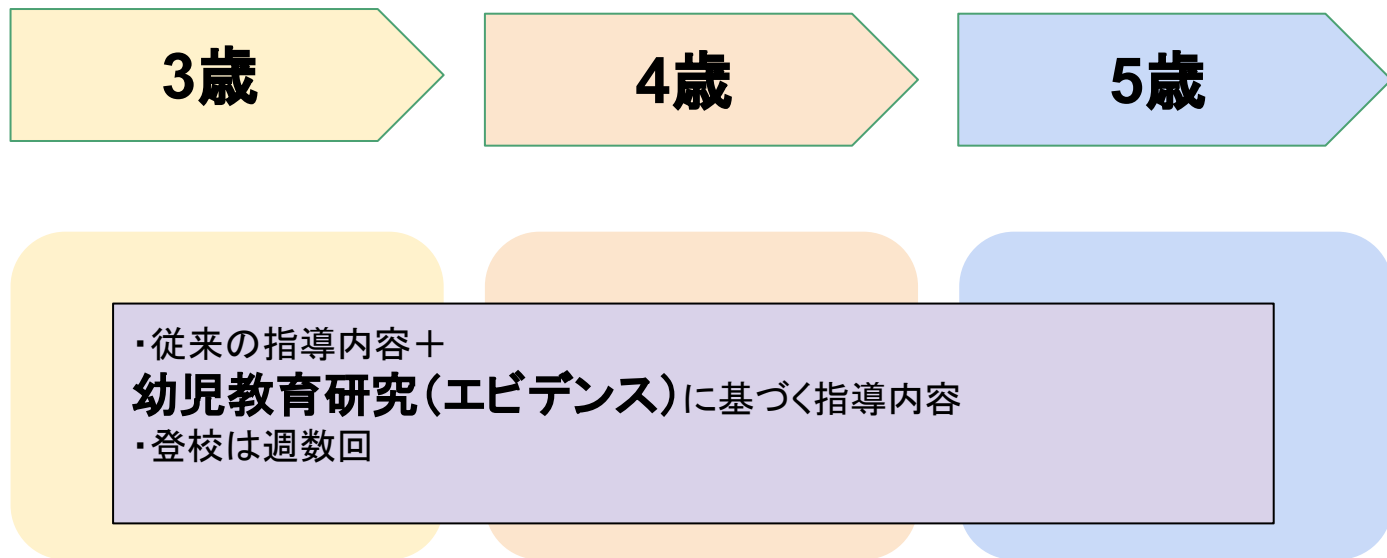 3歳
4歳
5歳
・従来の指導内容＋
幼児教育研究（エビデンス）に基づく指導内容
・登校は週数回